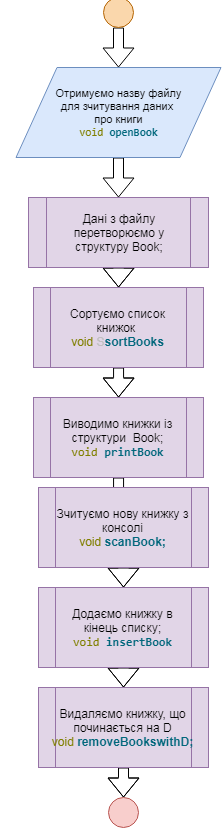 Отримуємо назву файлу
для зчитування даних
про книги
void openBook
Дані з файлу
перетворюємо у
структуру Book;
Сортуємо список
книжок
void SsortBooks
Виводимо книжки із
структури Book;
void printBook
Зчитуємо нову книжку з
консолі
void scanBook;
Додаємо книжку в
кінець списку;
void insertBook
Видаляємо книжку, що
починається на D
void removeBookswithD;